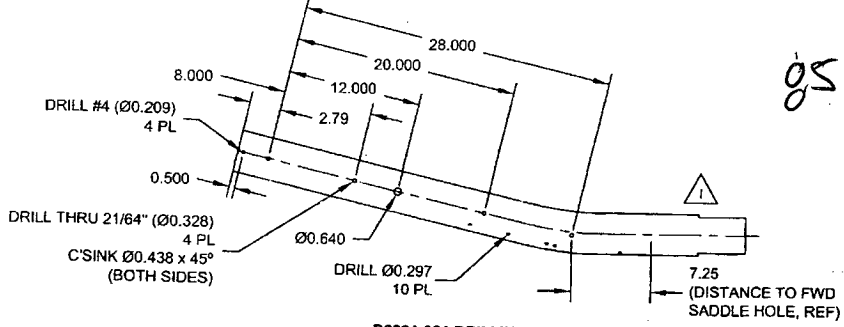 28.000
20.000
8.000
12.000
DRILL #4 (Ø0.209)
4 PL
2.79
0.500
DRILL THRU 21/64" (Ø0.328)
4 PL
C'SINK Ø0.438 x 45º
(BOTH SIDES)
Ø0.640
DRILL Ø0.297
10 PL
1
7.25
(DISTANCE TO FWD
SADDLE HOLE, REF)